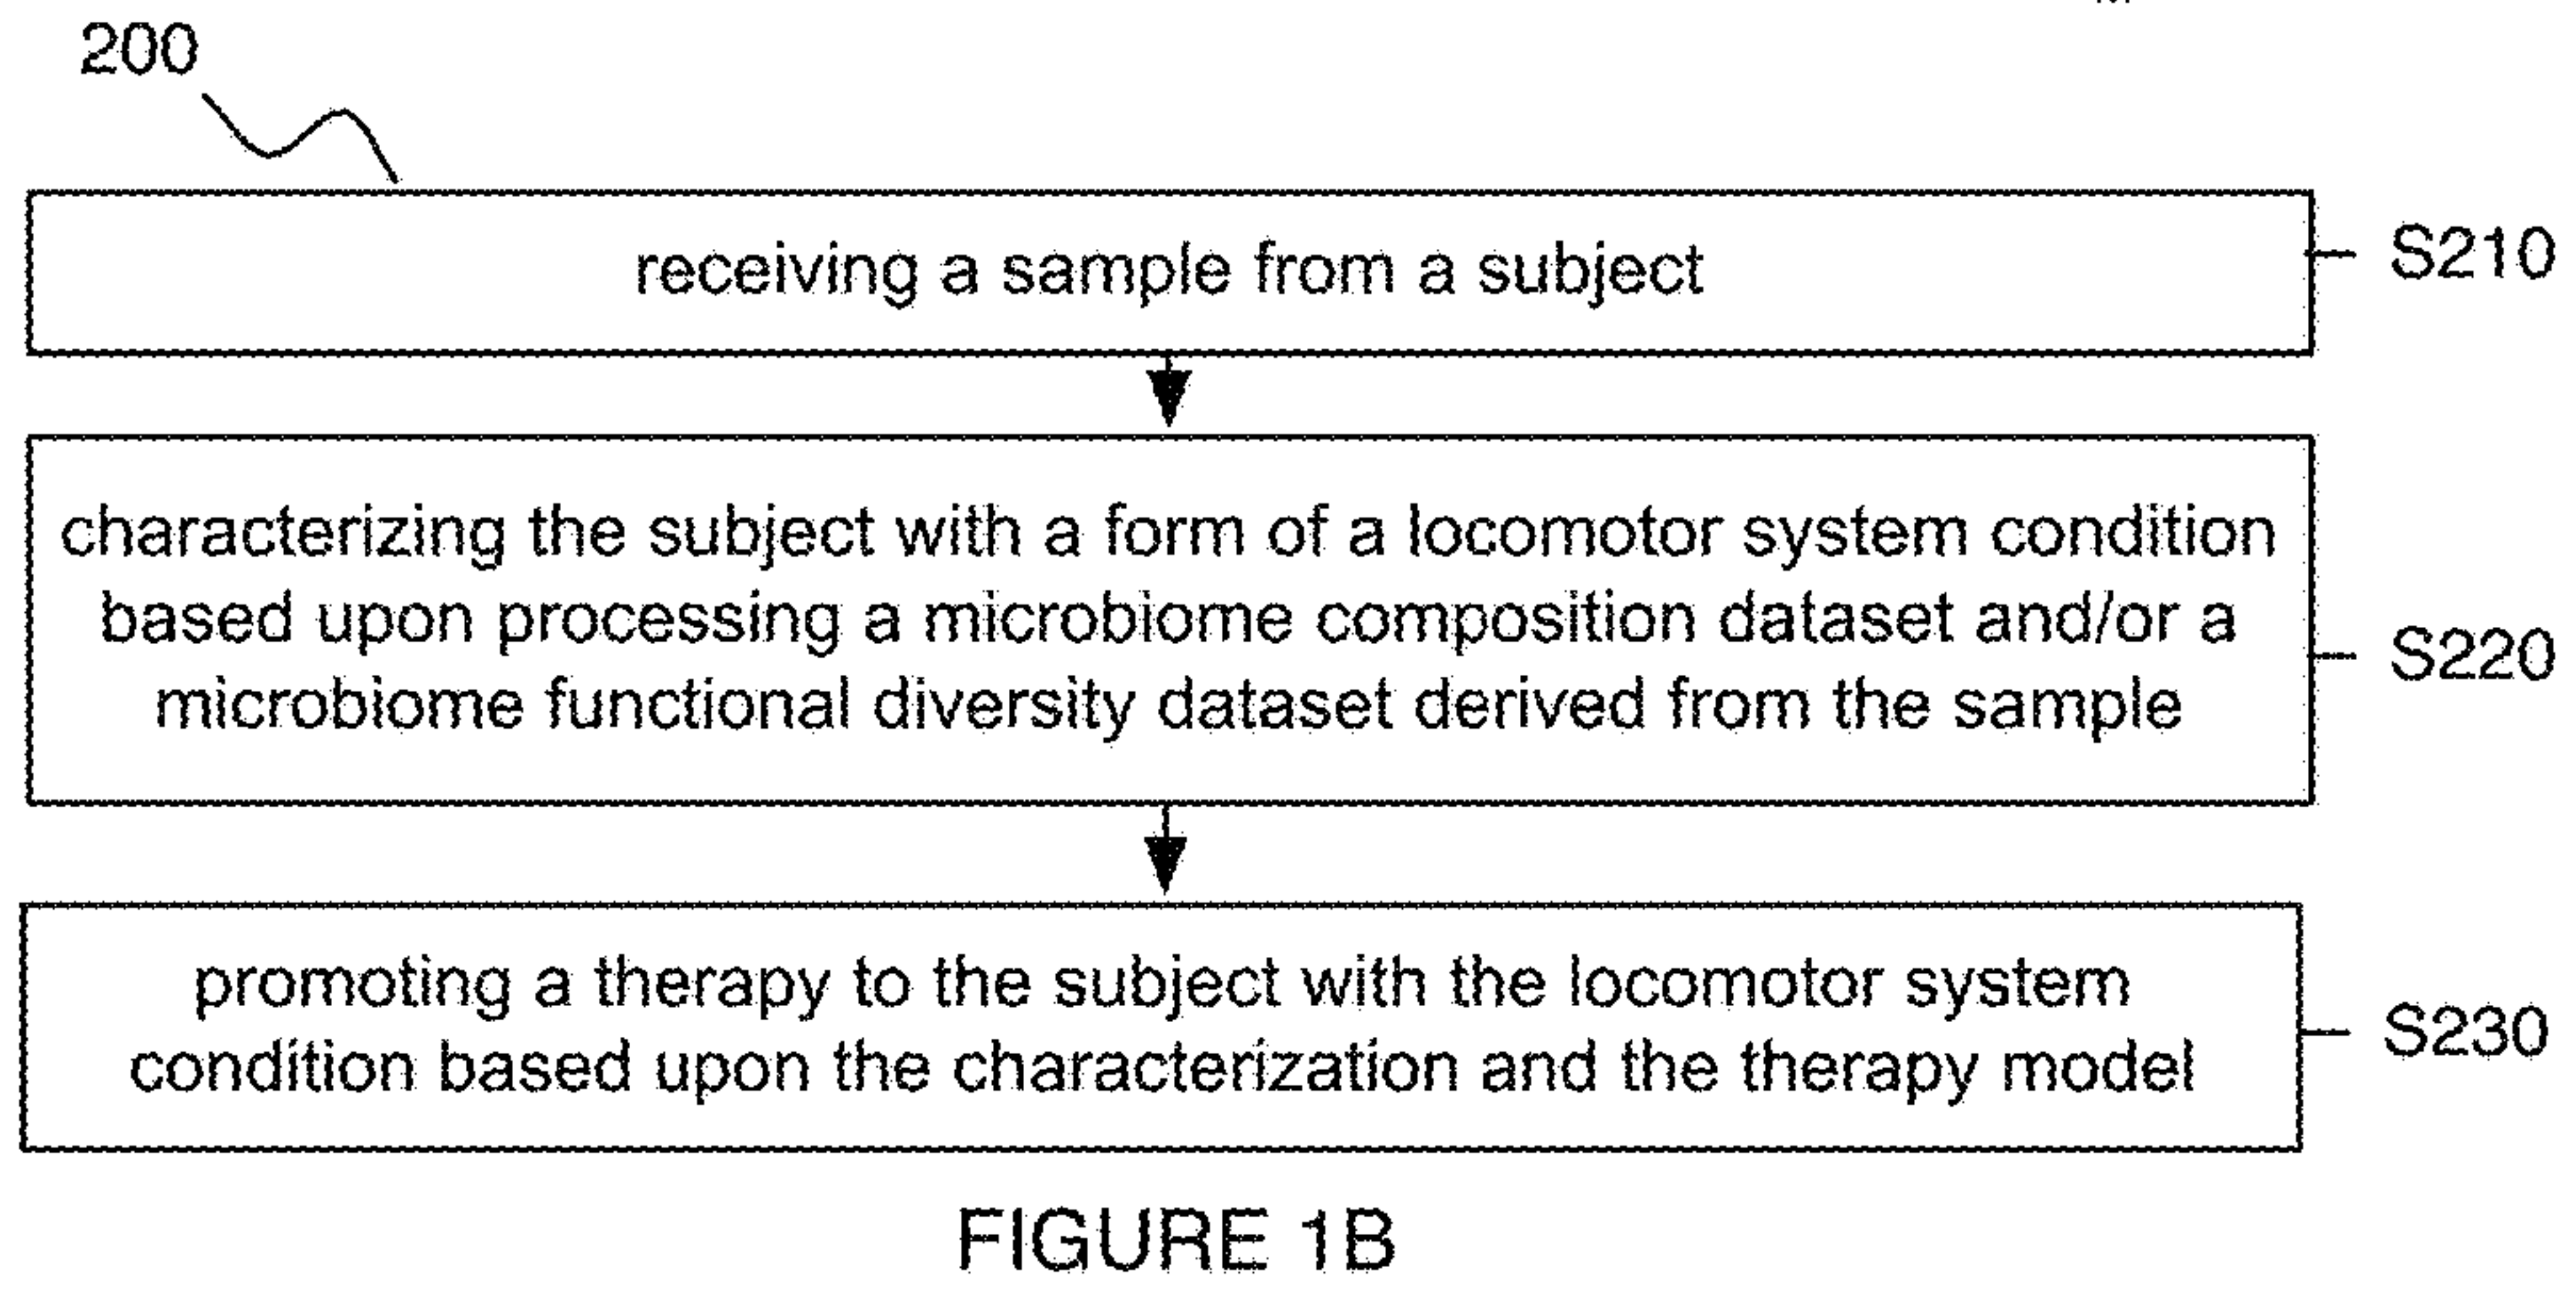 200
receiving a sample from a subject
S210
characterizing the subject with a form of a locomotor system condition
based upon processing a microbiome composition dataset and/or a
microbiome functional diversity dataset derived from the sample
S220
promoting a therapy to the subject with the locomotor system
condition based upon the characterization and the therapy model
S230
FIGURE 1B